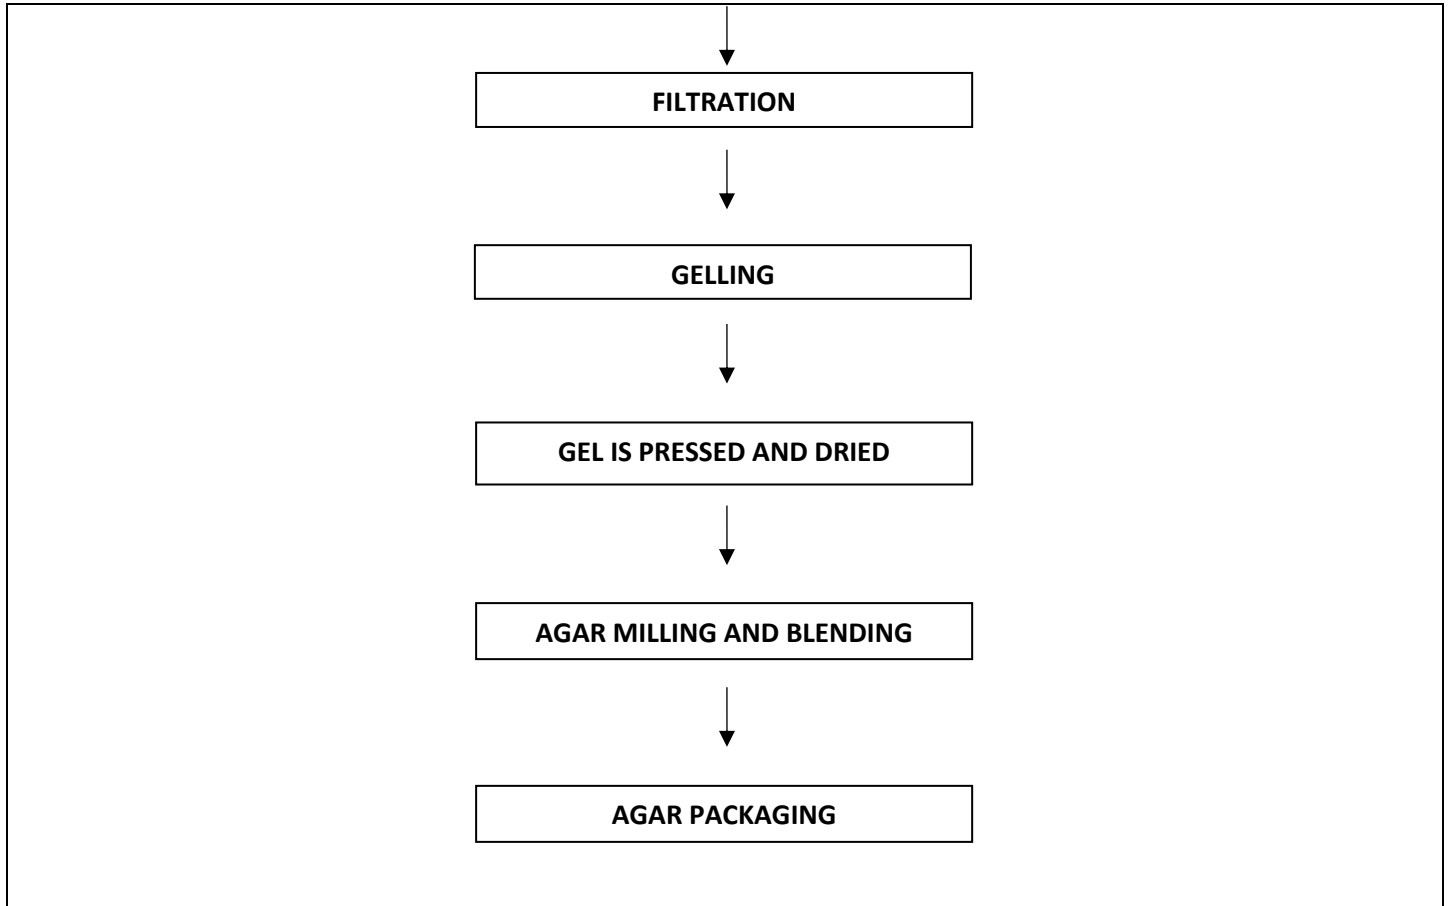 FILTRATION
GELLING
GEL IS PRESSED AND DRIED
AGAR MILLING AND BLENDING
AGAR PACKAGING